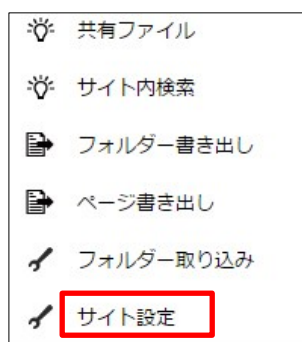 共有ファイル
サイト内検索
フォルダー書き出し
ページ書き出し
フォルダー取り込み
サイト設定